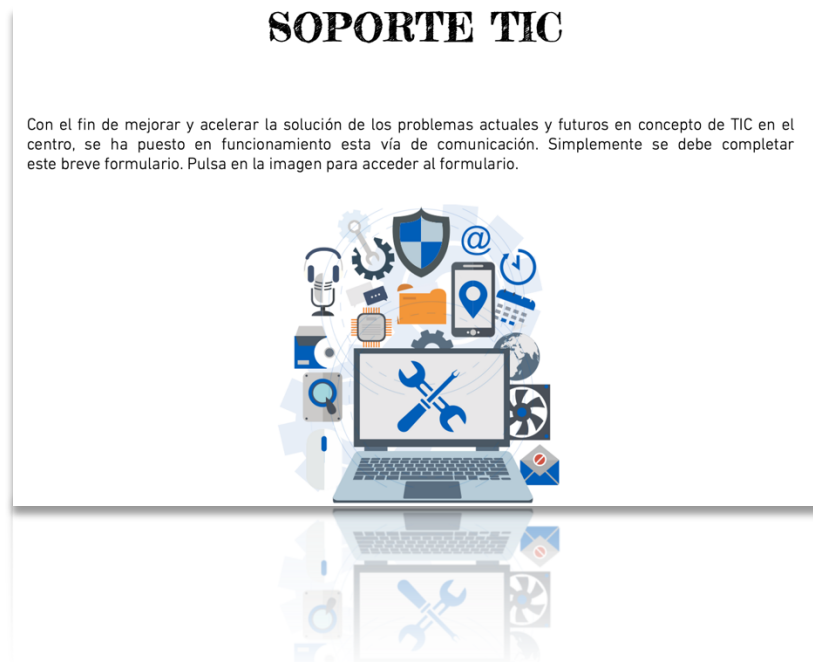 SOPORTE TIC
Con el fin de mejorar y acelerar la solución de los problemas actuales y futuros en concepto de TIC en el
centro, se ha puesto en funcionamiento esta vía de comunicación. Simplemente se debe completar
este breve formulario. Pulsa en la imagen para acceder al formulario.
@